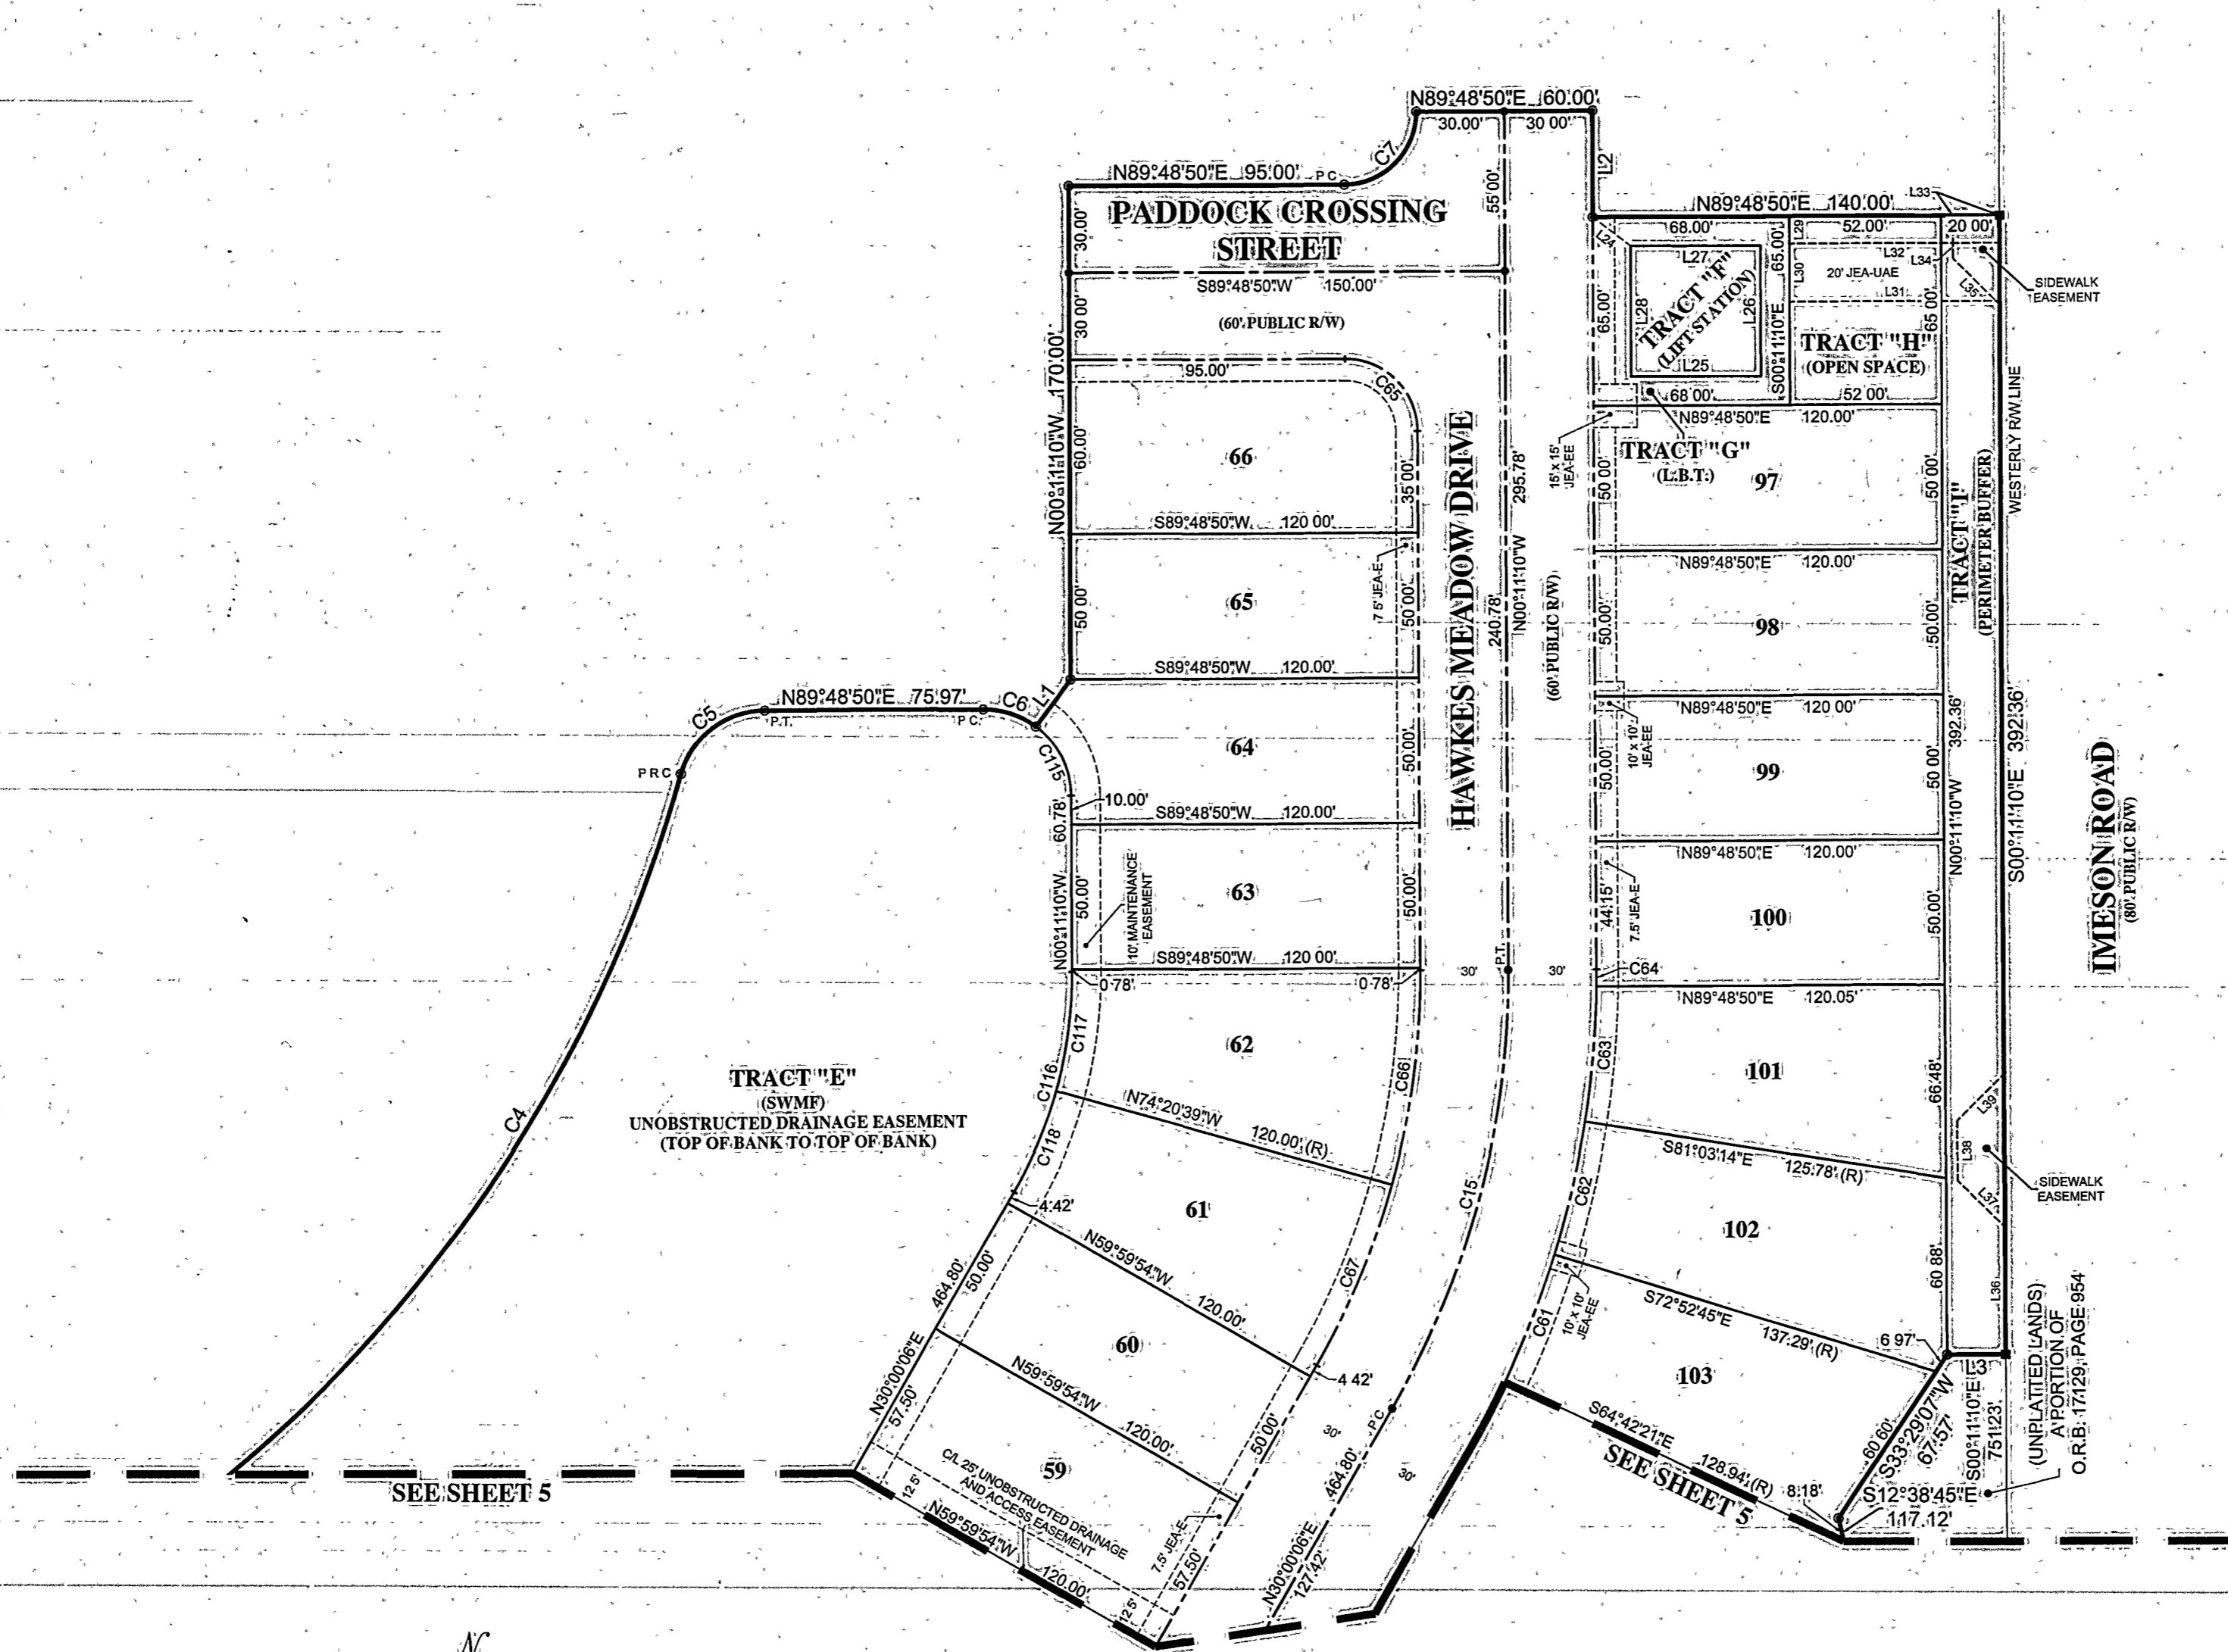 N89°48'50"E 60.00'
30.00' 30 00'
C7
L2
N89°48'50"E 95.00' P C
55 00'
30.00'
PADDOCK CROSSING
STREET
S89°48'50"W 150.00'
(60' PUBLIC R/W)
30 00'
N00°11'10"W 170.00'
95.00'
C65
60.00'
66
35 00'
S89°48'50"W 120 00'
7 5' JEA-E
50 00'
65
50 00'
S89°48'50"W 120.00'
N89°48'50"E 140.00'
L33
L24
68.00'
L29
52.00'
20 00'
L27
65.00'
L32
L34
L30
20' JEA-UAE
L35
SIDEWALK
EASEMENT
65.00'
L28
TRACT "F"
(LIFT STATION)
L26
L31
65 00'
L25
S00°11'10"E
TRACT "H"
(OPEN SPACE)
68 00'
52 00'
N89°48'50"E 120.00'
TRACT "G"
(L.B.T.)
15' x 15'
JEA-EE
50 00'
97
50 00'
N89°48'50"E 120.00'
TRACT "I"
(PERIMETER BUFFER)
WESTERLY R/W LINE
HAWKES MEADOW DRIVE
295.78'
N00°11'10"W
240.78'
(60' PUBLIC R/W)
50.00'
98
50.00'
N89°48'50"E 120 00'
10' x 10'
JEA-EE
50.00'
99
50 00'
N89°48'50"E 120.00'
N00°11'10"W 392.36'
S00°11'10"E 392.36'
IMESON ROAD
(80' PUBLIC R/W)
44.15'
7.5' JEA-E
100
50.00'
C64
N89°48'50"E 120.05'
N89°48'50"E 75.97'
C5
P.T.
P C.
C6
L1
P R C
C115
64
50.00'
10.00'
60.78'
S89°48'50"W 120.00'
N00°11'10"W
50.00'
10' MAINTENANCE
EASEMENT
63
50.00'
S89°48'50"W 120 00'
0 78'
0 78'
30'
P.T.
30'
C117
62
C66
C116
N74°20'39"W 120.00' (R)
C4
TRACT "E"
(SWMF)
UNOBSTRUCTED DRAINAGE EASEMENT
(TOP OF BANK TO TOP OF BANK)
C118
61
C67
4.42'
N59°59'54"W 120.00'
C15
C63
101
66.48'
S81°03'14"E 125.78' (R)
C62
102
60 88'
L39
L38
L37
L36
SIDEWALK
EASEMENT
C61
10' x 10'
JEA-EE
S72°52'45"E 137.29' (R)
103
6 97'
L3
464.80'
50.00'
N30°00'06"E
60
N59°59'54"W 120.00'
57.50'
4 42'
50 00'
P C
30'
464.80'
30'
59
C/L 25' UNOBSTRUCTED DRAINAGE
AND ACCESS EASEMENT
12 5'
N59°59'54"W 120.00'
12 5'
7.5' JEA-E
57.50'
N30°00'06"E
127.42'
SEE SHEET 5
S64°42'21"E 128.94' (R)
SEE SHEET 5
8.18'
60 60'
S33°29'07"W
67.57'
S00°11'10"E
751.23'
S12°38'45"E
117.12'
(UNPLATTED LANDS)
A PORTION OF
O.R.B. 17129, PAGE 954
N